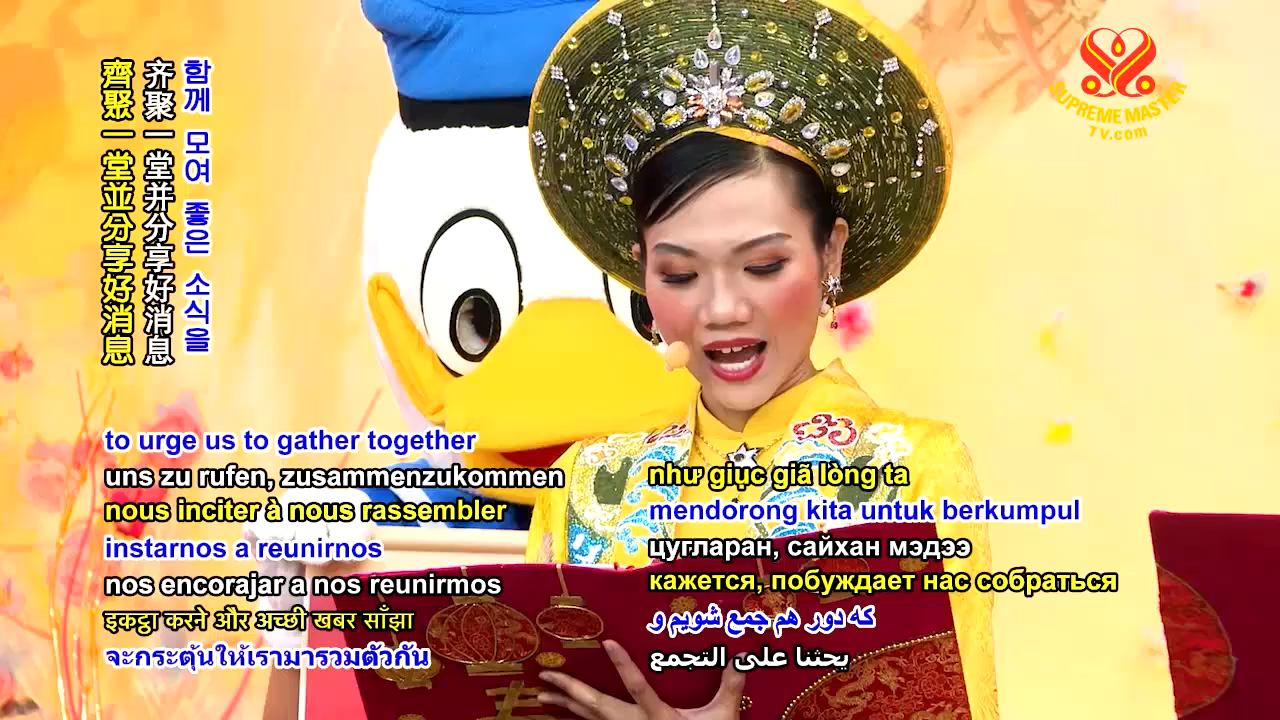 齊聚一堂並分享好消息
齐聚一堂并分享好消息
함께 모여 좋은 소식을
SUPREME MASTER
TV.com
to urge us to gather together
uns zu rufen, zusammenzukommen
nous inciter à nous rassembler
instarnos a reunirnos
nos encorajar a nos reunirmos
इकट्ठा करने और अच्छी खबर साँझा
จะกระตุ้นให้เรามารวมตัวกัน
như giục giã lòng ta
mendorong kita untuk berkumpul
цугларан, сайхан мэдээ
кажется, побуждает нас собраться
که دور هم جمع شویم و
يحثنا على التجمع